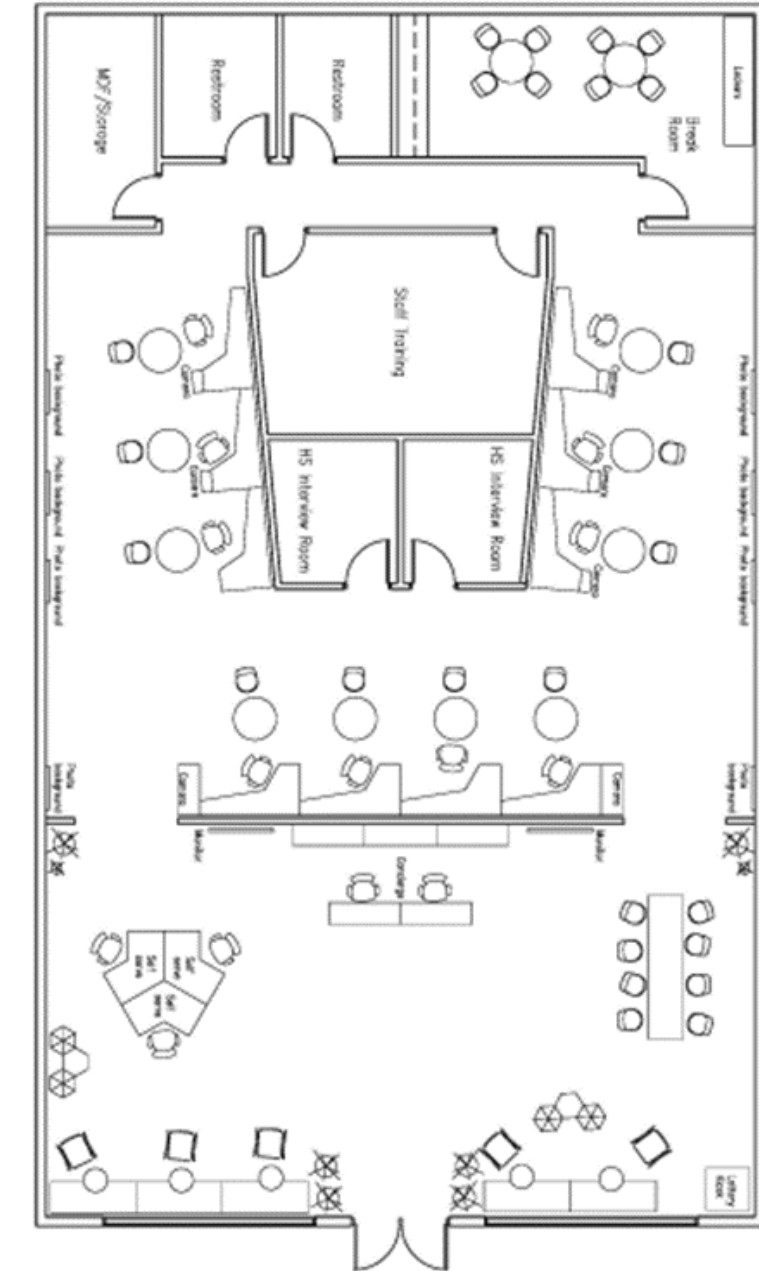 MDF/Storage
Restroom
Restroom
Break
Room
Lockers
Staff Training
Camera
Camera
Camera
Camera
Camera
Camera
Photo background
Photo background
Photo background
Photo background
Photo background
Photo background
HS Interview Room
HS Interview Room
Photo
background
Camera
Camera
Photo
background
Monitor
Monitor
Concierge
Self
serve
Self
serve
Self
serve
Lottery
Kiosk